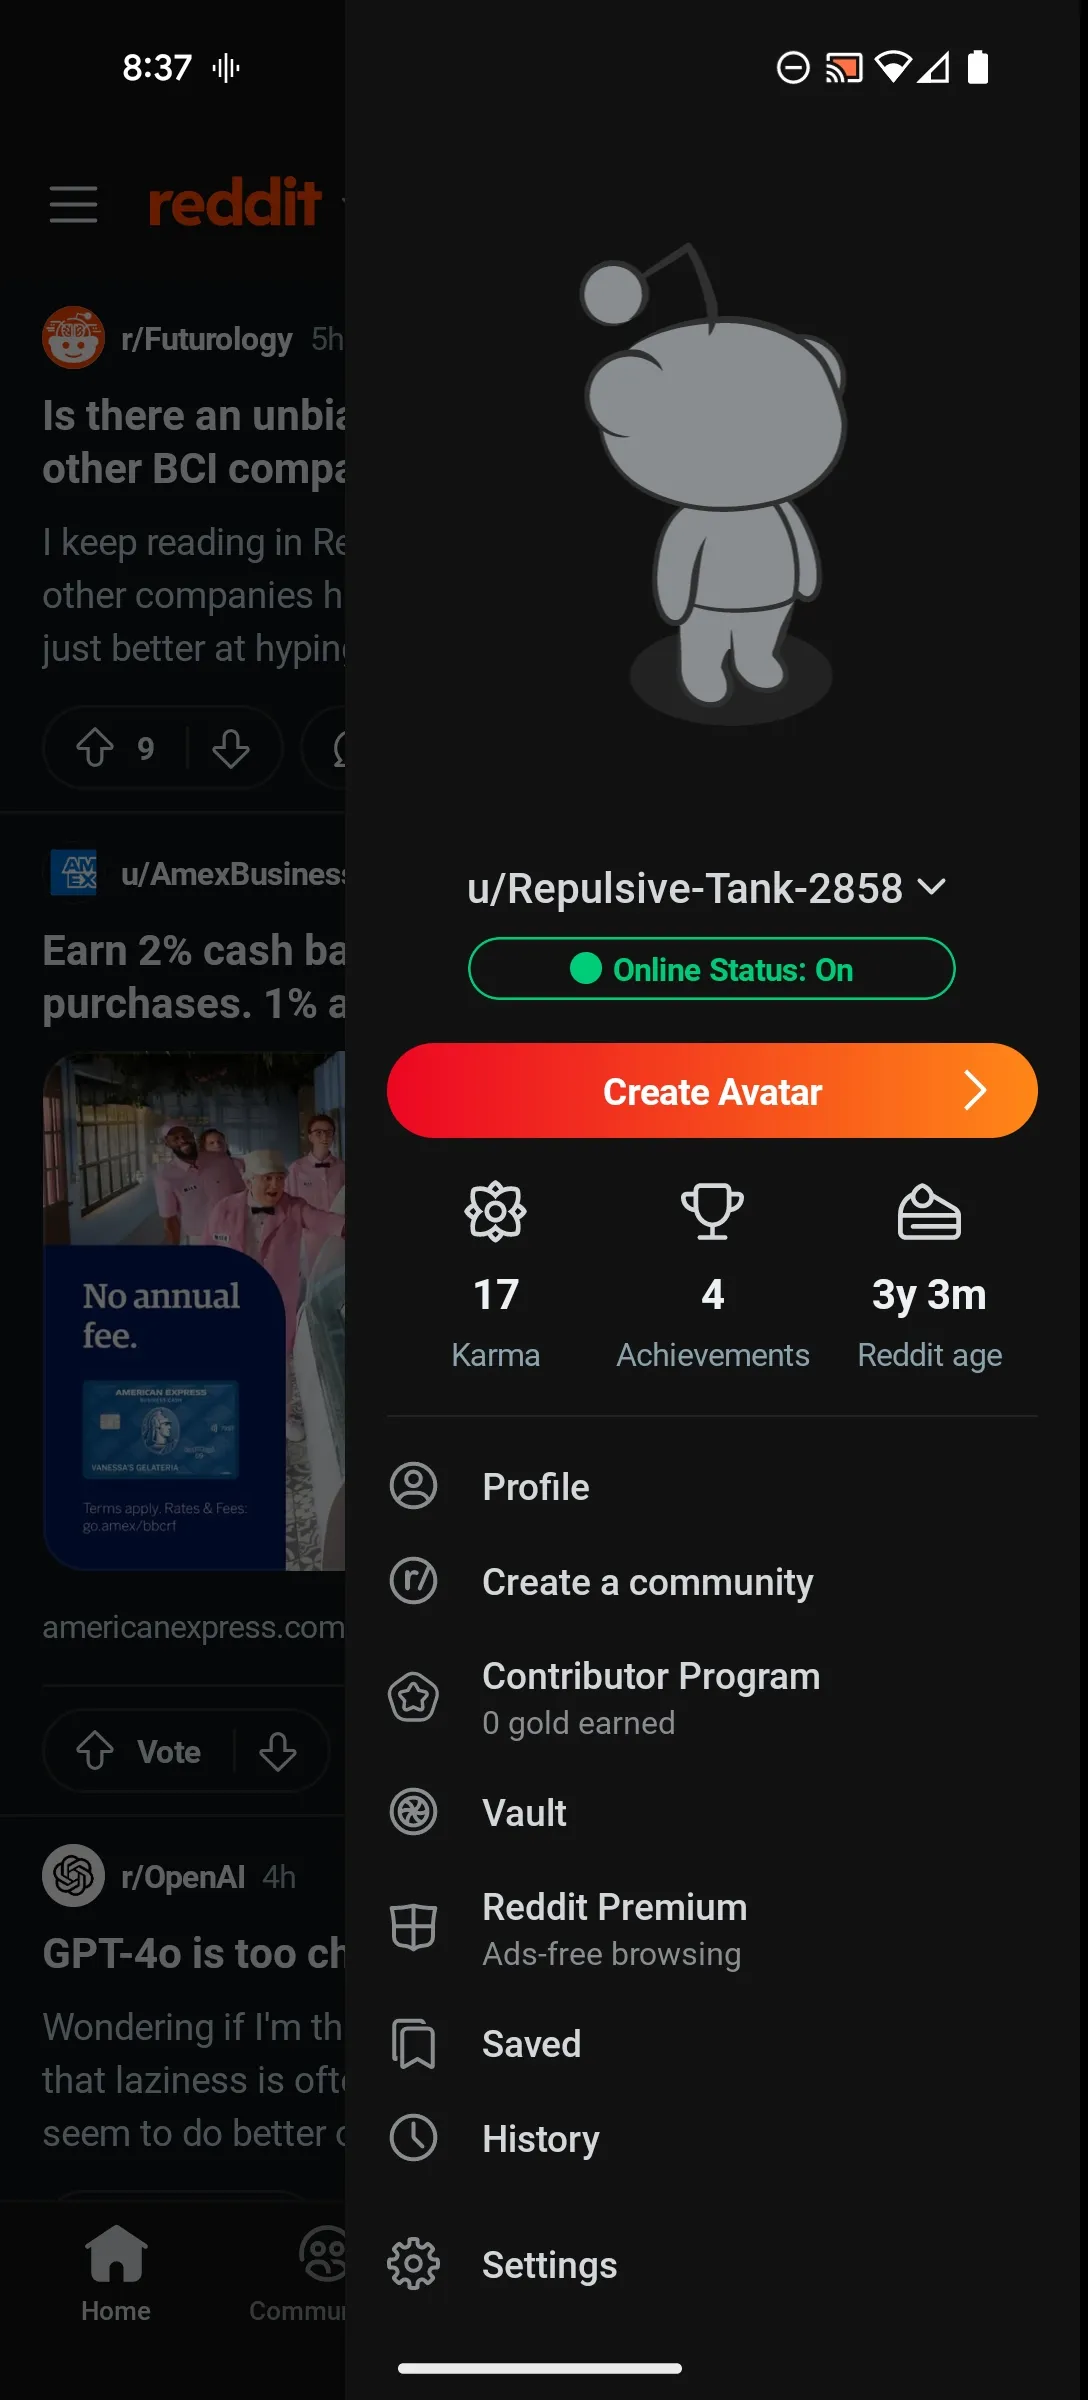 8:37
reddit
r/Futurology 5h
Is there an unbia
other BCI compa
I keep reading in Re
other companies h
just better at hyping
9
u/AmexBusiness
Earn 2% cash ba
purchases. 1% a
No annual
fee.
AMERICAN EXPRESS
VANESSA'S GELATERIA
Terms apply. Rates & Fees:
go.amex/bbcrf
americanexpress.com
Vote
r/OpenAI 4h
GPT-4o is too ch
Wondering if I'm th
that laziness is ofte
seem to do better o
Home
Commun
u/Repulsive-Tank-2858
Online Status: On
Create Avatar
17
Karma
4
Achievements
3y 3m
Reddit age
Profile
r/
Create a community
Contributor Program
0 gold earned
Vault
Reddit Premium
Ads-free browsing
Saved
History
Settings